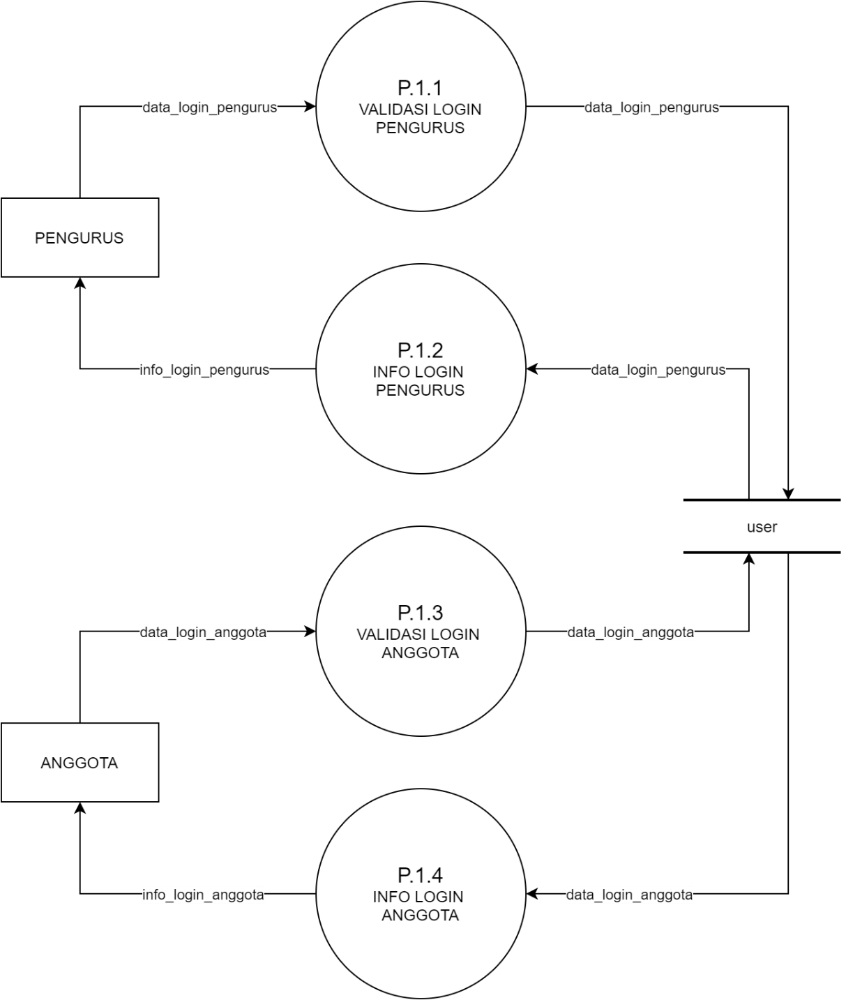 P.1.1
VALIDASI LOGIN
PENGURUS
data_login_pengurus
data_login_pengurus
PENGURUS
P.1.2
INFO LOGIN
PENGURUS
info_login_pengurus
data_login_pengurus
user
P.1.3
VALIDASI LOGIN
ANGGOTA
data_login_anggota
data_login_anggota
ANGGOTA
P.1.4
INFO LOGIN
ANGGOTA
info_login_anggota
data_login_anggota